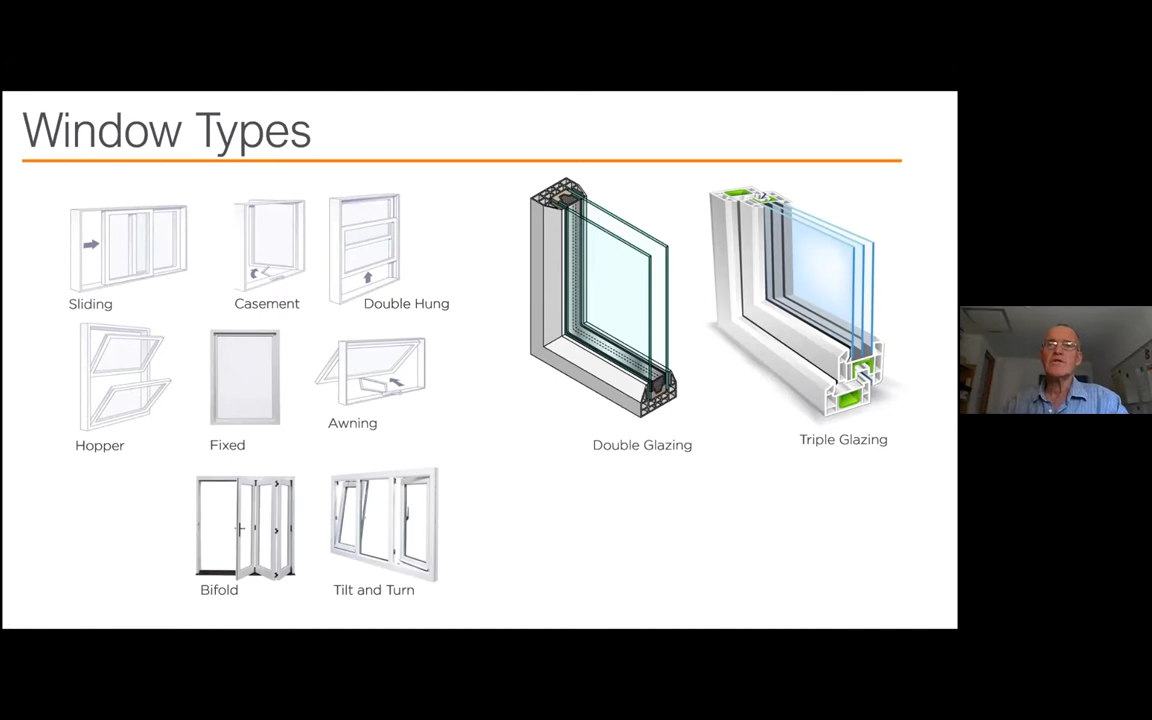 Window Types
Sliding
Casement
Double Hung
Hopper
Fixed
Awning
Bifold
Tilt and Turn
Double Glazing
Triple Glazing